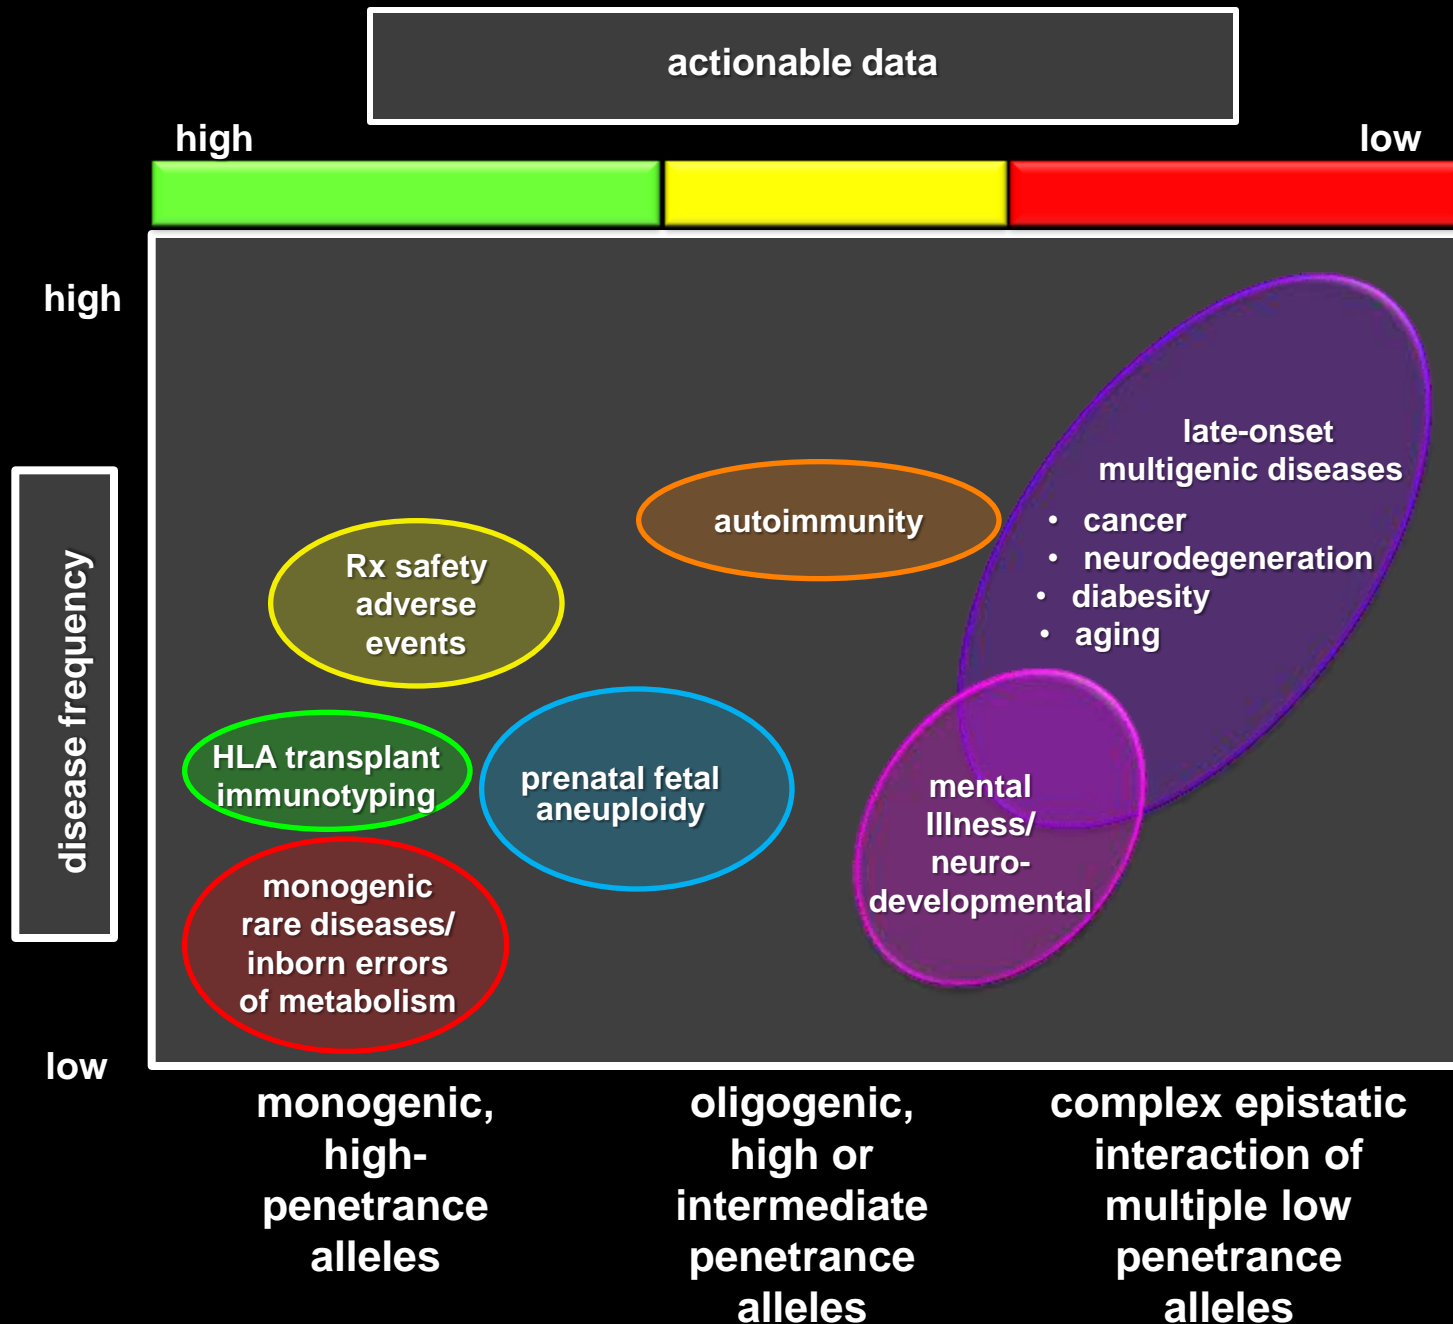 actionable data
high
low
high
disease frequency
low
late-onset
multigenic diseases
• cancer
• neurodegeneration
• diabesity
• aging
autoimmunity
Rx safety
adverse
events
HLA transplant
immunotyping
prenatal fetal
aneuploidy
mental
Illness/
neuro-
developmental
monogenic
rare diseases/
inborn errors
of metabolism
monogenic,
high-
penetrance
alleles
oligogenic,
high or
intermediate
penetrance
alleles
complex epistatic
interaction of
multiple low
penetrance
alleles